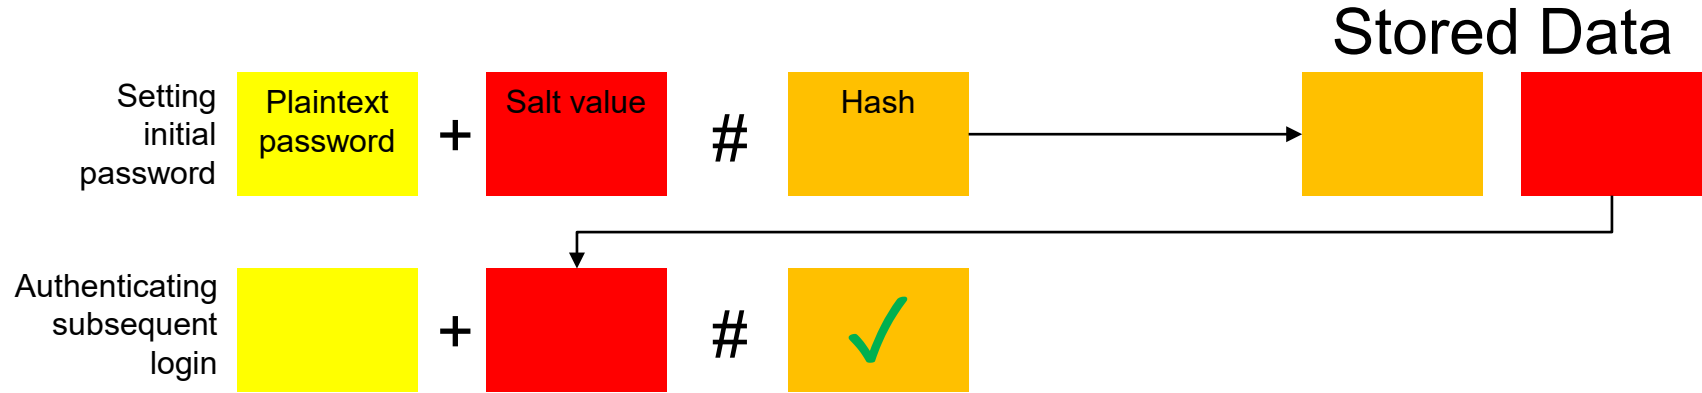 Stored Data
Setting
initial
password
Plaintext
password
+
Salt value
#
Hash
Authenticating
subsequent
login
+
#